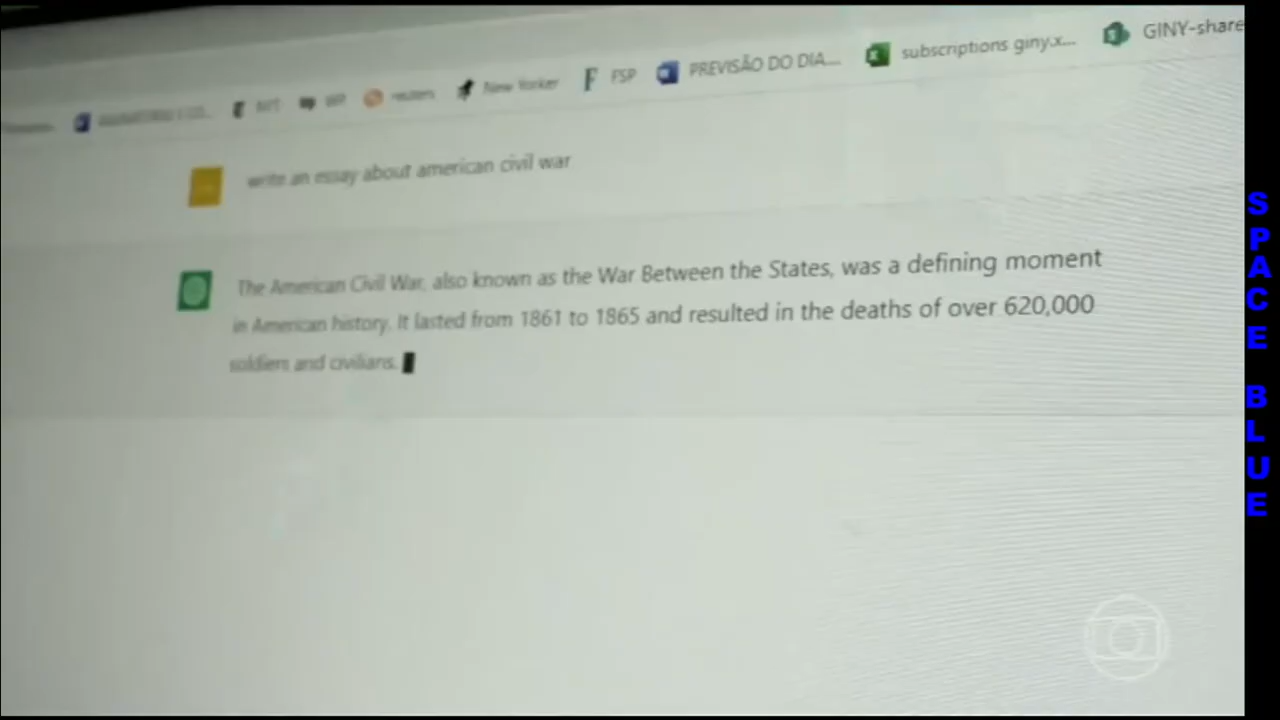 reuters
New Yorker
FSP
PREVISÃO DO DIA...
subscriptions giny.x...
GINY-share
write an essay about american civil war
The American Civil War, also known as the War Between the States, was a defining moment
in American history. It lasted from 1861 to 1865 and resulted in the deaths of over 620,000
soldiers and civilians.
SPACE BLUE